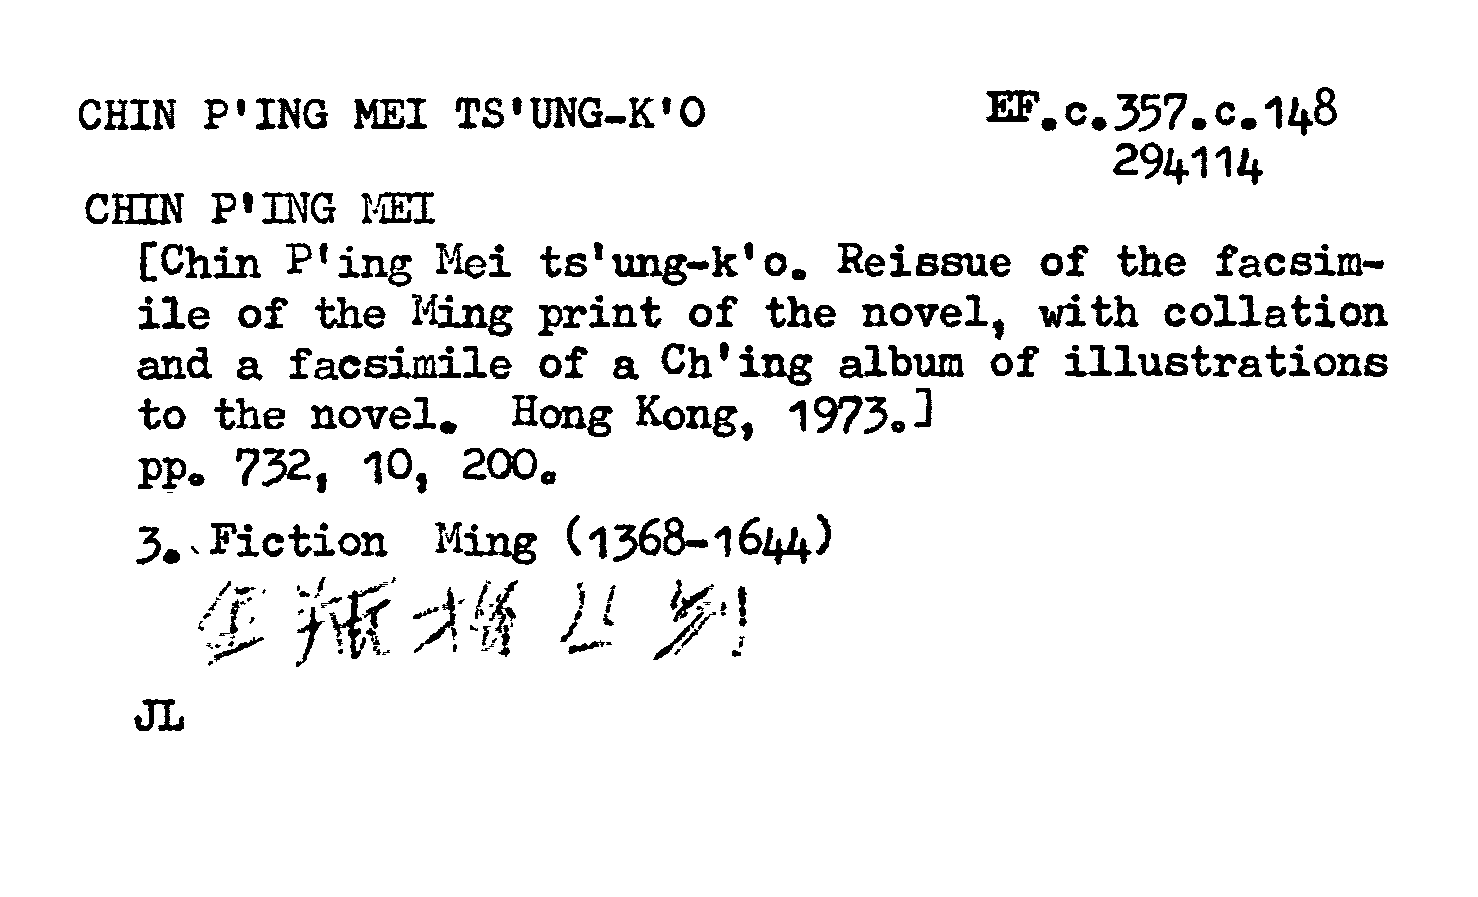 CHIN P'ING MEI TS'UNG-K'O EF.c.357.c.148
294114
CHIN P'ING MEI
[Chin P'ing Mei ts'ung-k'o. Reissue of the facsim-
ile of the Ming print of the novel, with collation
and a facsimile of a Ch'ing album of illustrations
to the novel. Hong Kong, 1973.]
pp. 732, 10, 200.
3. Fiction Ming (1368-1644)
金瓶梅丛刻
JL